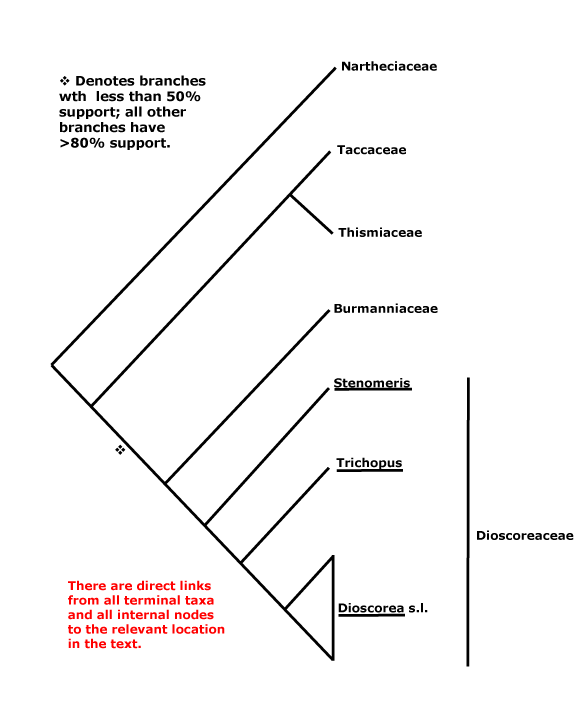 Nartheciaceae
❖ Denotes branches
wth less than 50%
support; all other
branches have
>80% support.
Taccaceae
Thismiaceae
Burmanniaceae
Stenomeris
❖
Trichopus
Dioscoreaceae
There are direct links
from all terminal taxa
and all internal nodes
to the relevant location
in the text.
Dioscorea s.l.